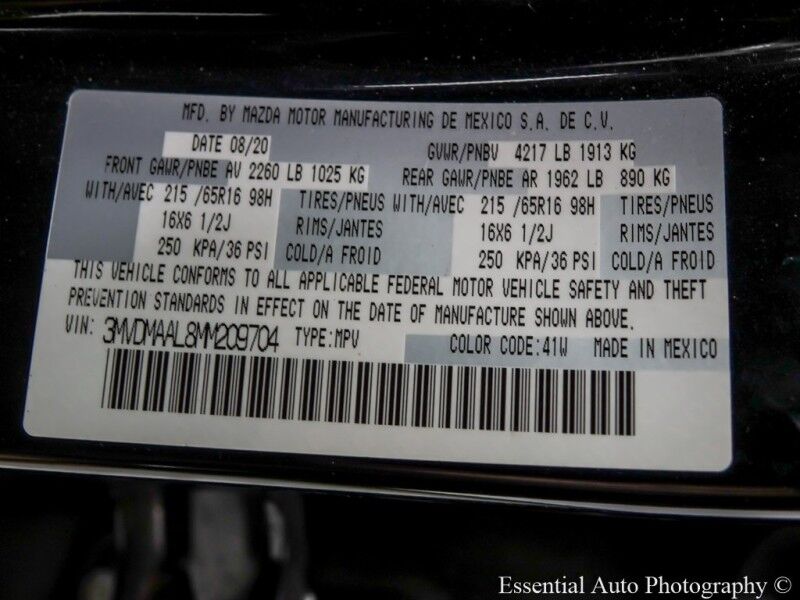 MFD. BY MAZDA MOTOR MANUFACTURING DE MEXICO S.A. DE C.V.
DATE 08/20 GVWR/PNBV 4217 LB 1913 KG
FRONT GAWR/PNBE AV 2260 LB 1025 KG REAR GAWR/PNBE AR 1962 LB 890 KG
WITH/AVEC 215 /65R16 98H TIRES/PNEUS WITH/AVEC 215 /65R16 98H TIRES/PNEUS
16X6 1/2J RIMS/JANTES 16X6 1/2J RIMS/JANTES
250 KPA/36 PSI COLD/A FROID 250 KPA/36 PSI COLD/A FROID
THIS VEHICLE CONFORMS TO ALL APPLICABLE FEDERAL MOTOR VEHICLE SAFETY AND THEFT
PREVENTION STANDARDS IN EFFECT ON THE DATE OF MANUFACTURE SHOWN ABOVE.
VIN: 3MVDMAAL8MM209704 TYPE:MPV COLOR CODE:41W MADE IN MEXICO
Essential Auto Photography ©